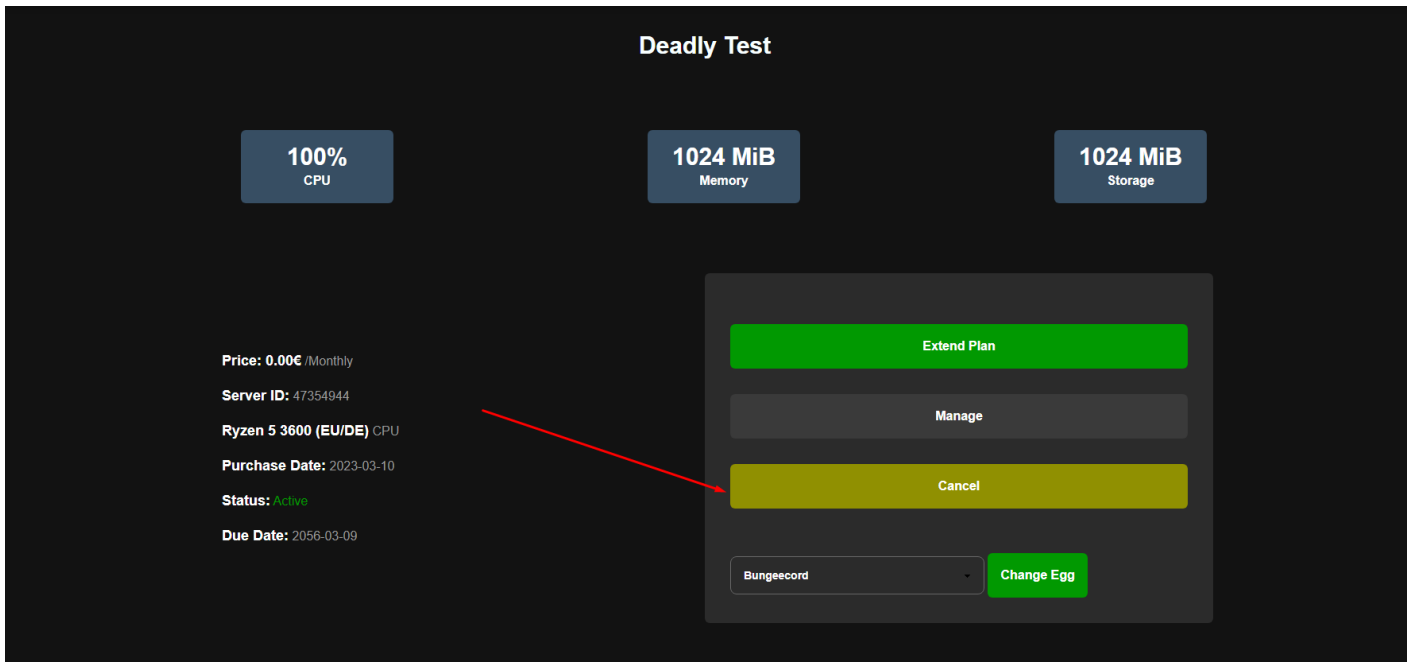 Deadly Test
100%
CPU
1024 MiB
Memory
1024 MiB
Storage
Price: 0.00€ /Monthly
Server ID: 47354944
Ryzen 5 3600 (EU/DE) CPU
Purchase Date: 2023-03-10
Status: Active
Due Date: 2056-03-09
Extend Plan
Manage
Cancel
Bungeecord
Change Egg